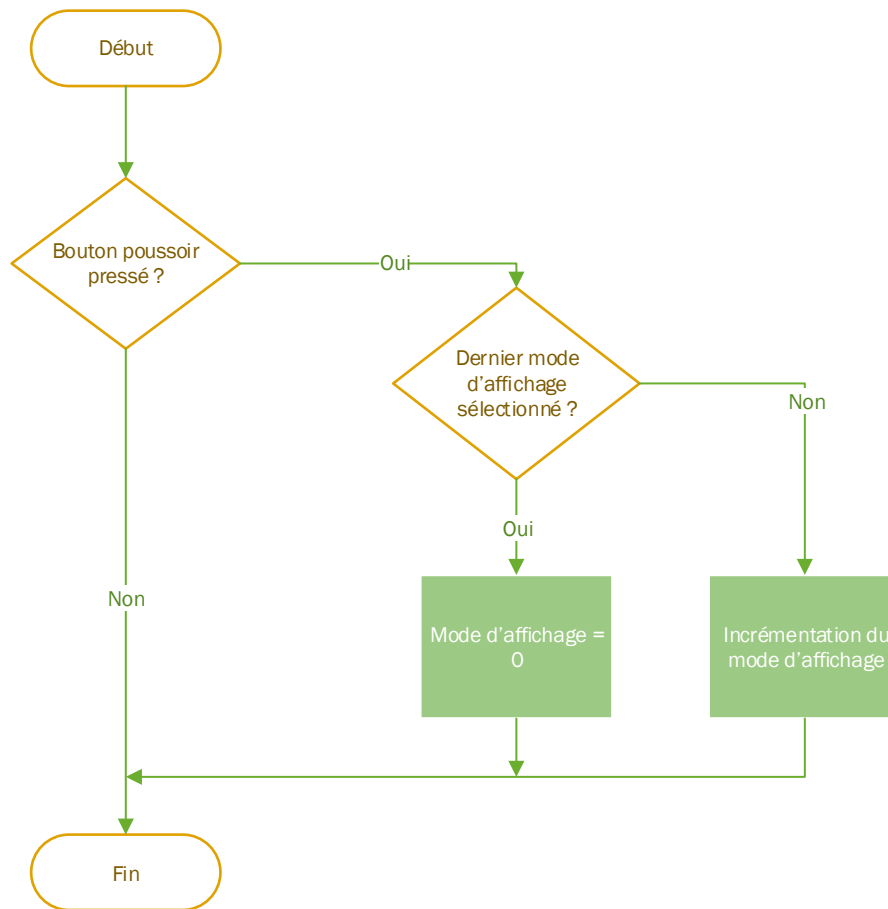 Début
Bouton poussoir
pressé ?
Oui
Dernier mode
d'affichage
sélectionné ?
Non
Oui
Non
Mode d'affichage =
0
Incrémentation du
mode d'affichage
Fin